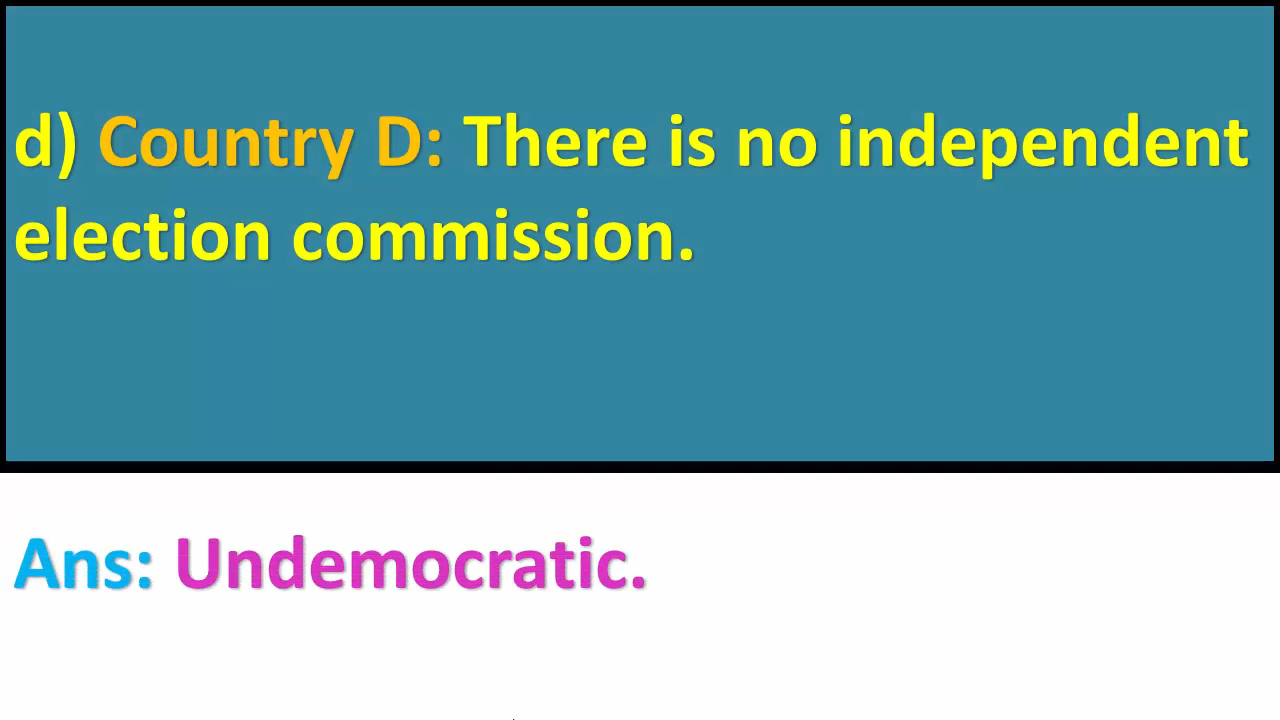 d) Country D: There is no independent
election commission.
Ans: Undemocratic.